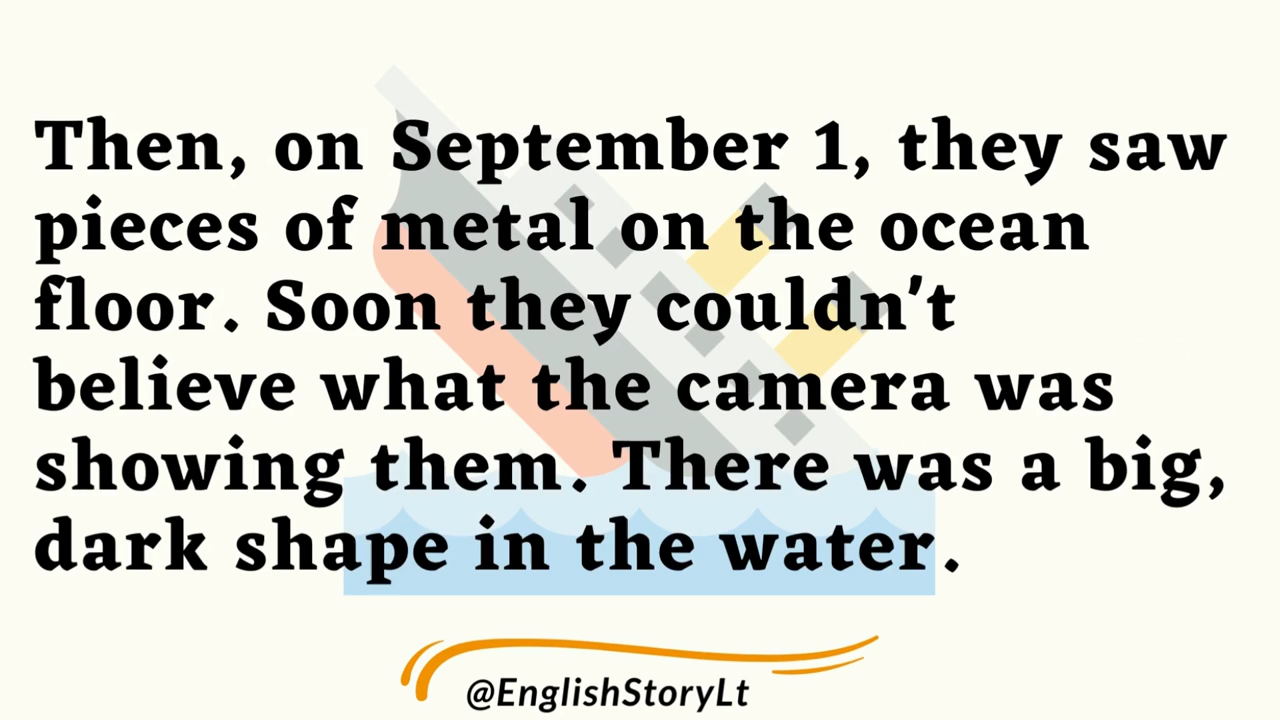 Then, on September 1, they saw
pieces of metal on the ocean
floor. Soon they couldn't
believe what the camera was
showing them. There was a big,
dark shape in the water.
@EnglishStoryLt